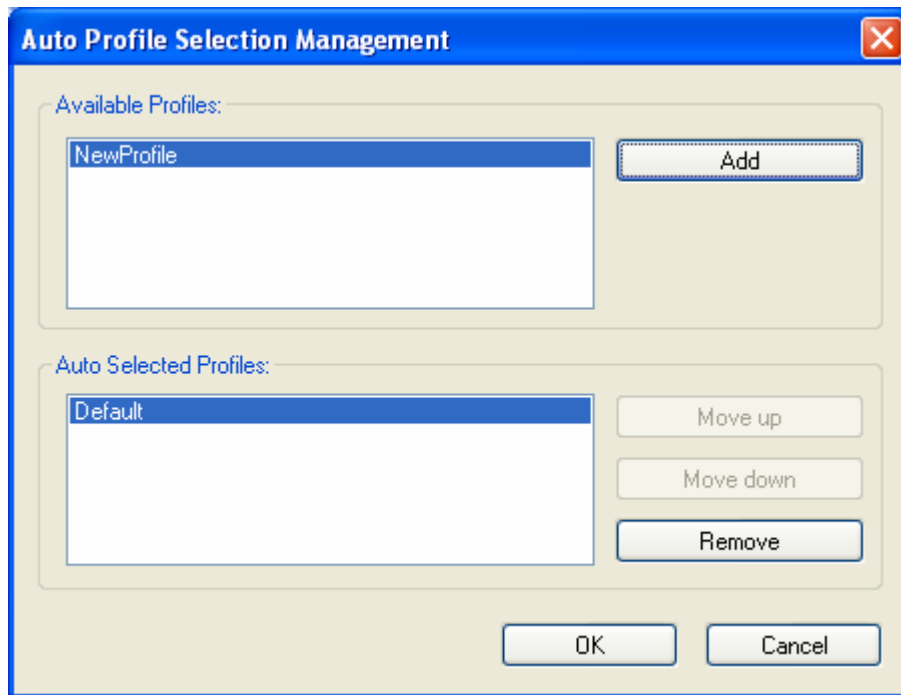 Auto Profile Selection Management
Available Profiles:
NewProfile
Add
Auto Selected Profiles:
Default
Move up
Move down
Remove
OK
Cancel